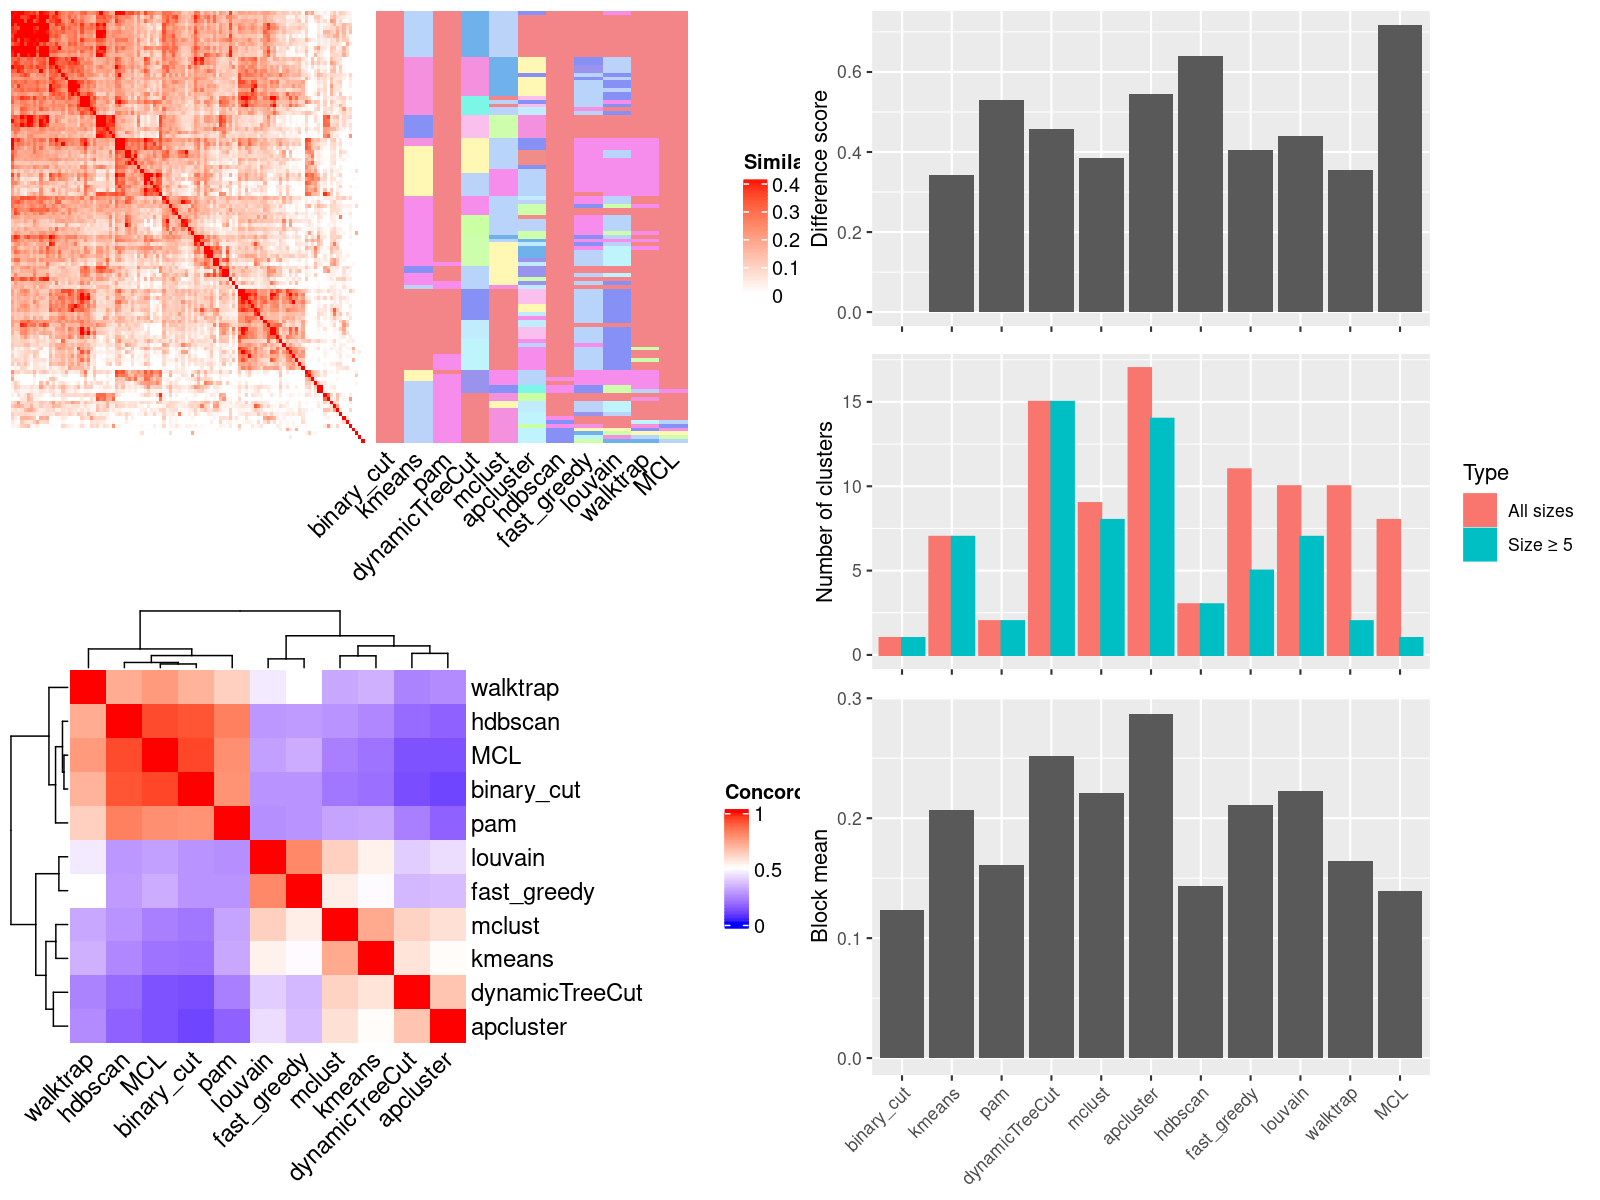 Simila
0.4
0.3
0.2
0.1
0
binary_cut
kmeans
pam
dynamicTreeCut
mclust
apcluster
hdbscan
fast_greedy
louvain
walktrap
MCL
walktrap
hdbscan
MCL
binary_cut
pam
louvain
fast_greedy
mclust
kmeans
dynamicTreeCut
apcluster
walktrap
hdbscan
MCL
binary_cut
pam
louvain
fast_greedy
mclust
kmeans
dynamicTreeCut
apcluster
Concord
1
0.5
0
Difference score
0.6
0.4
0.2
0.0
Number of clusters
15
10
5
0
Type
All sizes
Size ≥ 5
Block mean
0.3
0.2
0.1
0.0
binary_cut
kmeans
pam
dynamicTreeCut
mclust
apcluster
hdbscan
fast_greedy
louvain
walktrap
MCL